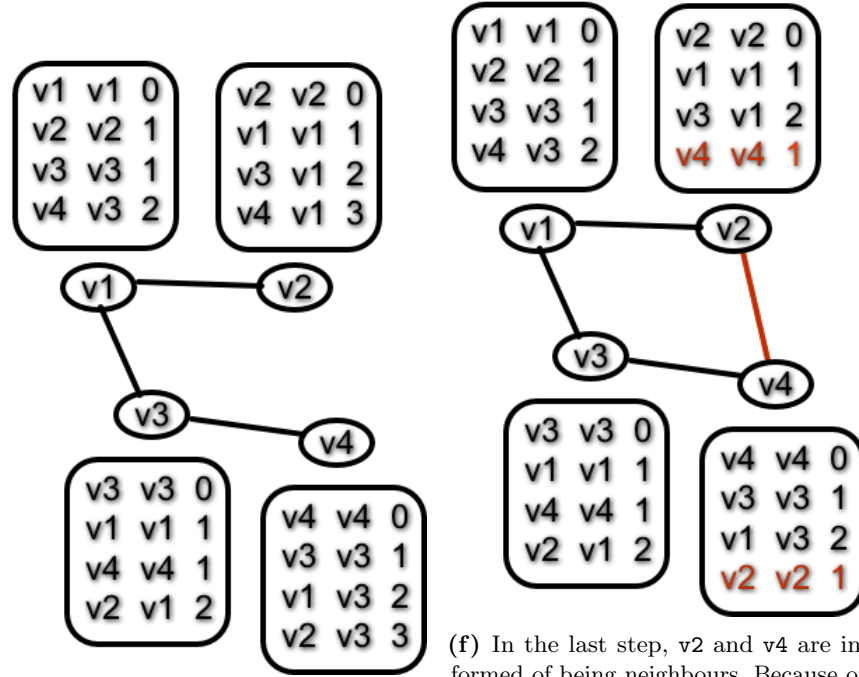 v1 v1 0
v2 v2 1
v3 v3 1
v4 v3 2
v2 v2 0
v1 v1 1
v3 v1 2
v4 v1 3
v1
v2
v3
v4
v3 v3 0
v1 v1 1
v4 v4 1
v2 v1 2
v4 v4 0
v3 v3 1
v1 v3 2
v2 v3 3
v1 v1 0
v2 v2 1
v3 v3 1
v4 v3 2
v2 v2 0
v1 v1 1
v3 v1 2
v4 v4 1
v1
v2
v3
v4
v3 v3 0
v1 v1 1
v4 v4 1
v2 v1 2
v4 v4 0
v3 v3 1
v1 v3 2
v2 v2 1
(f) In the last step, v2 and v4 are in
formed of being neighbours. Because o